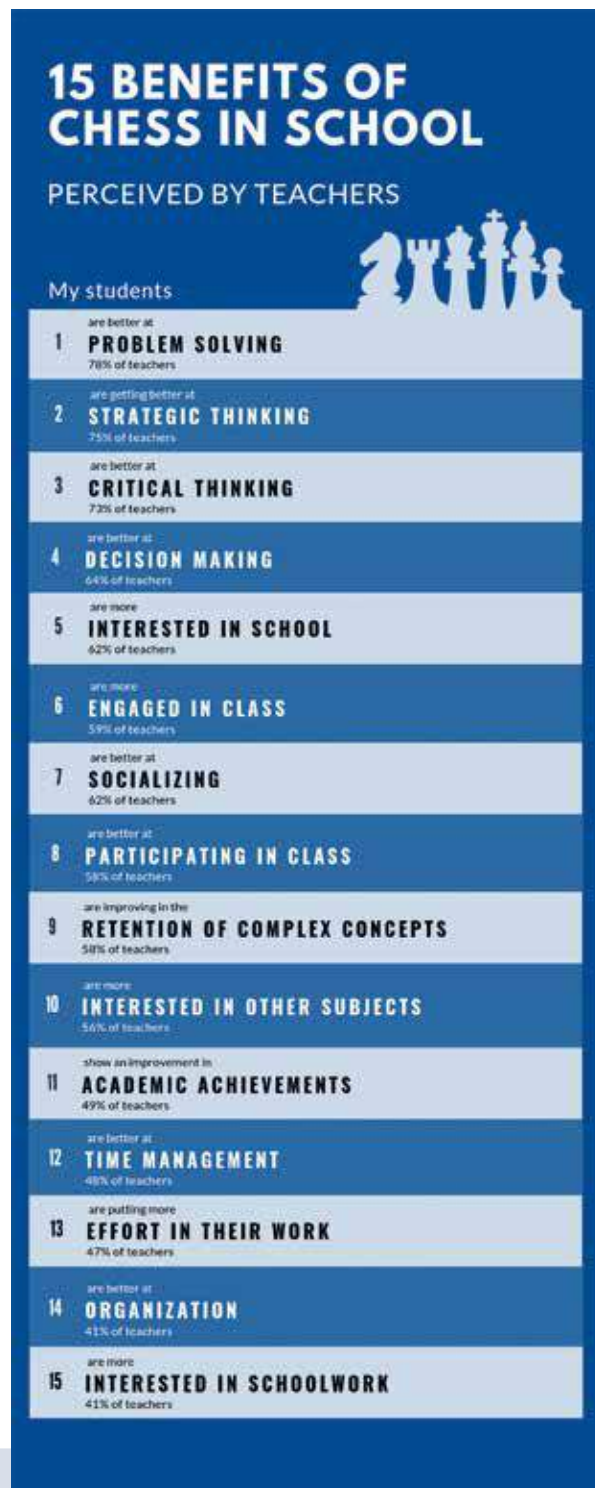 15 BENEFITS OF
CHESS IN SCHOOL
PERCEIVED BY TEACHERS
My students
1
are better at
PROBLEM SOLVING
78% of teachers
2
are getting better at
STRATEGIC THINKING
75% of teachers
3
are better at
CRITICAL THINKING
73% of teachers
4
are better at
DECISION MAKING
64% of teachers
5
are more
INTERESTED IN SCHOOL
62% of teachers
6
are more
ENGAGED IN CLASS
59% of teachers
7
are better at
SOCIALIZING
62% of teachers
8
are better at
PARTICIPATING IN CLASS
58% of teachers
9
are improving in the
RETENTION OF COMPLEX CONCEPTS
58% of teachers
10
are more
INTERESTED IN OTHER SUBJECTS
56% of teachers
11
show an improvement in
ACADEMIC ACHIEVEMENTS
49% of teachers
12
are better at
TIME MANAGEMENT
48% of teachers
13
are putting more
EFFORT IN THEIR WORK
47% of teachers
14
are better at
ORGANIZATION
41% of teachers
15
are more
INTERESTED IN SCHOOLWORK
41% of teachers